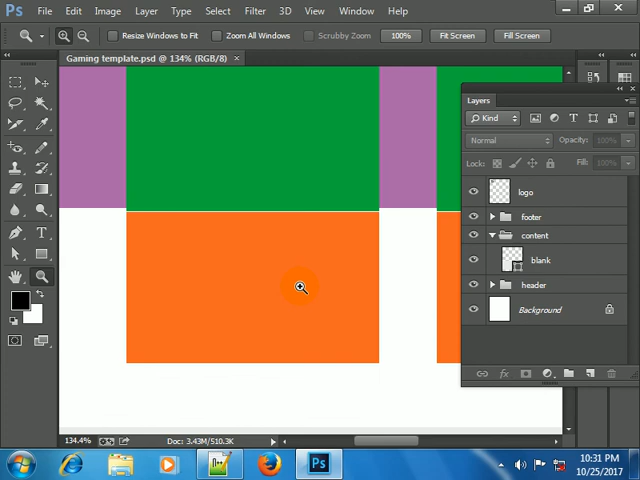 Ps File Edit Image Layer Type Select Filter 3D View Window Help
Resize Windows to Fit Zoom All Windows Scrubby Zoom 100% Fit Screen Fill Screen
Gaming template.psd @ 134% (RGB/8) ×
Layers
Kind
Normal Opacity: 100%
Lock: Fill: 100%
logo
footer
content
blank
header
Background
fx
134.4% Doc: 3.43M/510.3K
Ps
10:31 PM
10/25/2017